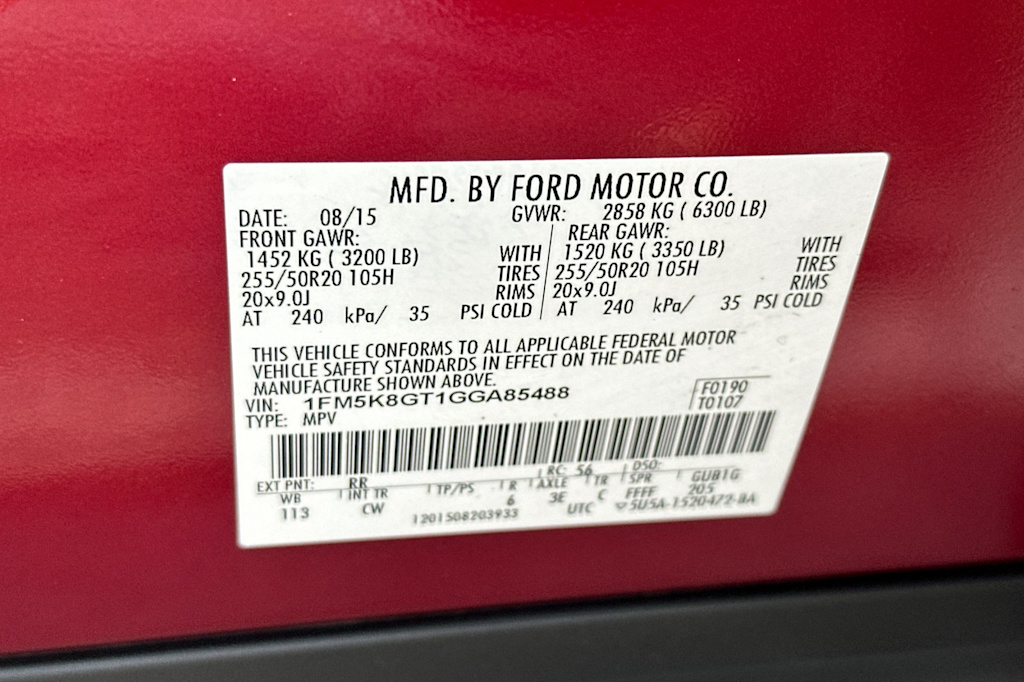 MFD. BY FORD MOTOR CO.
DATE: 08/15 GVWR: 2858 KG ( 6300 LB)
FRONT GAWR: REAR GAWR:
1452 KG ( 3200 LB) WITH 1520 KG ( 3350 LB) WITH
255/50R20 105H TIRES 255/50R20 105H TIRES
20x9.0J RIMS 20x9.0J RIMS
AT 240 kPa/ 35 PSI COLD AT 240 kPa/ 35 PSI COLD
THIS VEHICLE CONFORMS TO ALL APPLICABLE FEDERAL MOTOR
VEHICLE SAFETY STANDARDS IN EFFECT ON THE DATE OF
MANUFACTURE SHOWN ABOVE.
VIN: 1FM5K8GT1GGA85488 F0190
TYPE: MPV T0107
EXT PNT: RR RC: 56 DSO:
WB INT TR TP/PS R AXLE TR SPR GUB1G
113 CW 6 3E C FFFF 205
1201508203933 UTC 5U5A-1520472-BA